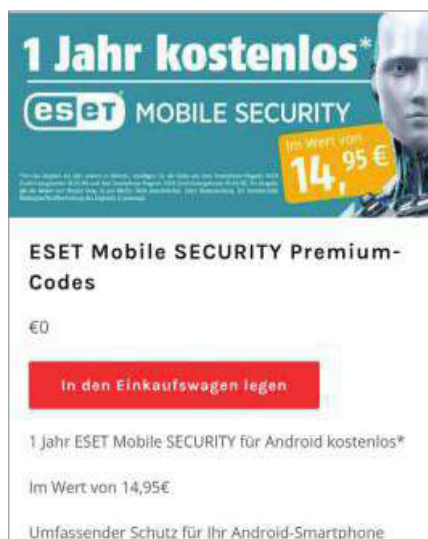 1 Jahr kostenlos*
eset MOBILE SECURITY
Im Wert von
14,95 €
ESET Mobile SECURITY Premium-
Codes
€0
In den Einkaufswagen legen
1 Jahr ESET Mobile SECURITY für Android kostenlos*
Im Wert von 14,95€
Umfassender Schutz für Ihr Android-Smartphone